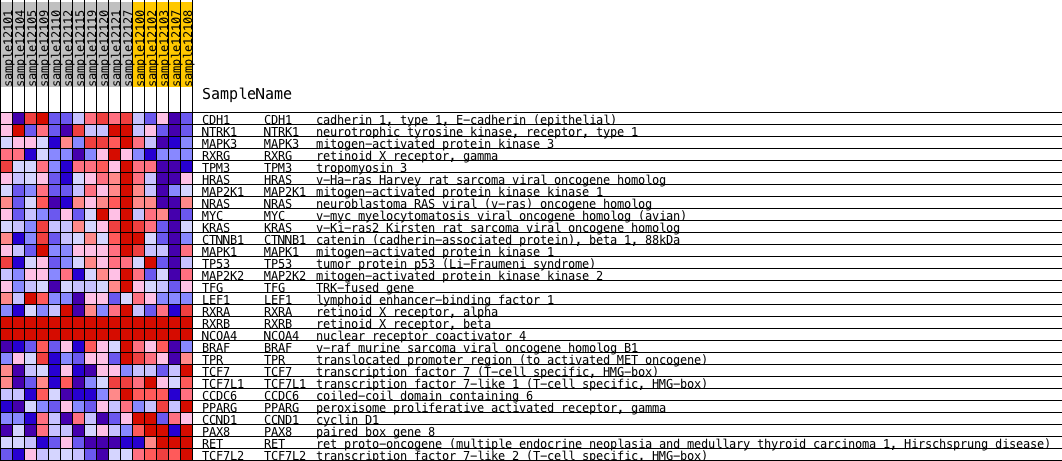 sample12101
sample12104
sample12105
sample12109
sample12110
sample12112
sample12115
sample12119
sample12120
sample12121
sample12127
sample12100
sample12102
sample12103
sample12107
sample12108
SampleName
CDH1 CDH1 cadherin 1, type 1, E-cadherin (epithelial)
NTRK1 NTRK1 neurotrophic tyrosine kinase, receptor, type 1
MAPK3 MAPK3 mitogen-activated protein kinase 3
RXRG RXRG retinoid X receptor, gamma
TPM3 TPM3 tropomyosin 3
HRAS HRAS v-Ha-ras Harvey rat sarcoma viral oncogene homolog
MAP2K1 MAP2K1 mitogen-activated protein kinase kinase 1
NRAS NRAS neuroblastoma RAS viral (v-ras) oncogene homolog
MYC MYC v-myc myelocytomatosis viral oncogene homolog (avian)
KRAS KRAS v-Ki-ras2 Kirsten rat sarcoma viral oncogene homolog
CTNNB1 CTNNB1 catenin (cadherin-associated protein), beta 1, 88kDa
MAPK1 MAPK1 mitogen-activated protein kinase 1
TP53 TP53 tumor protein p53 (Li-Fraumeni syndrome)
MAP2K2 MAP2K2 mitogen-activated protein kinase kinase 2
TFG TFG TRK-fused gene
LEF1 LEF1 lymphoid enhancer-binding factor 1
RXRA RXRA retinoid X receptor, alpha
RXRB RXRB retinoid X receptor, beta
NCOA4 NCOA4 nuclear receptor coactivator 4
BRAF BRAF v-raf murine sarcoma viral oncogene homolog B1
TPR TPR translocated promoter region (to activated MET oncogene)
TCF7 TCF7 transcription factor 7 (T-cell specific, HMG-box)
TCF7L1 TCF7L1 transcription factor 7-like 1 (T-cell specific, HMG-box)
CCDC6 CCDC6 coiled-coil domain containing 6
PPARG PPARG peroxisome proliferative activated receptor, gamma
CCND1 CCND1 cyclin D1
PAX8 PAX8 paired box gene 8
RET RET ret proto-oncogene (multiple endocrine neoplasia and medullary thyroid carcinoma 1, Hirschsprung disease)
TCF7L2 TCF7L2 transcription factor 7-like 2 (T-cell specific, HMG-box)